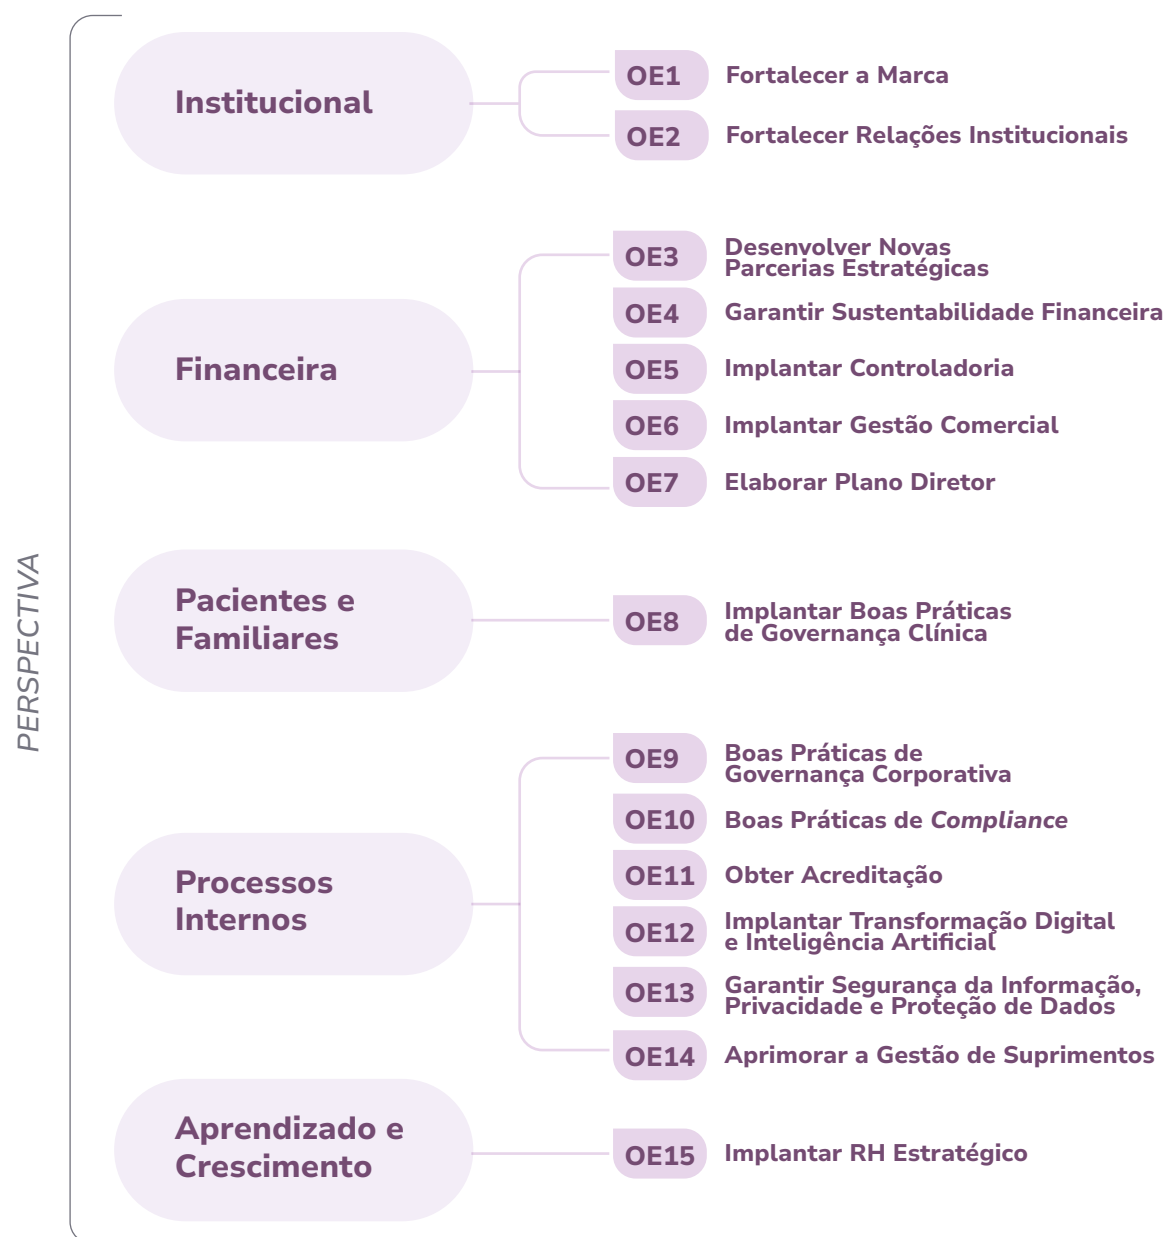 PERSPECTIVA
Institucional
OE1
Fortalecer a Marca
OE2
Fortalecer Relações Institucionais
Financeira
OE3
Desenvolver Novas
Parcerias Estratégicas
OE4
Garantir Sustentabilidade Financeira
OE5
Implantar Controladoria
OE6
Implantar Gestão Comercial
OE7
Elaborar Plano Diretor
Pacientes e
Familiares
OE8
Implantar Boas Práticas
de Governança Clínica
Processos
Internos
OE9
Boas Práticas de
Governança Corporativa
OE10
Boas Práticas de Compliance
OE11
Obter Acreditação
OE12
Implantar Transformação Digital
e Inteligência Artificial
OE13
Garantir Segurança da Informação,
Privacidade e Proteção de Dados
OE14
Aprimorar a Gestão de Suprimentos
Aprendizado e
Crescimento
OE15
Implantar RH Estratégico